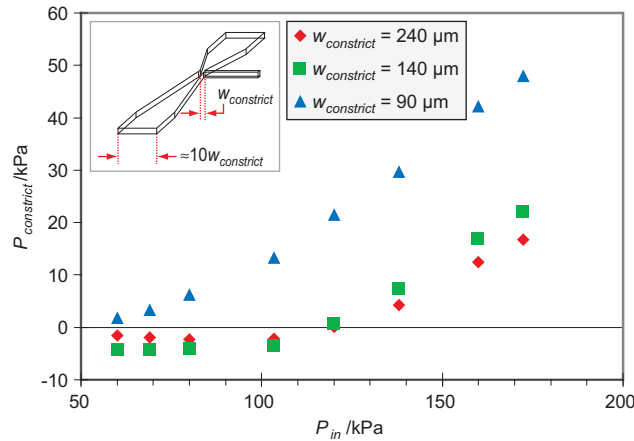 60
50
40
30
20
10
0
-10
P_constrict /kPa
w_constrict
≈10w_constrict
w_constrict = 240 µm
w_constrict = 140 µm
w_constrict = 90 µm
50
100
150
200
P_in /kPa